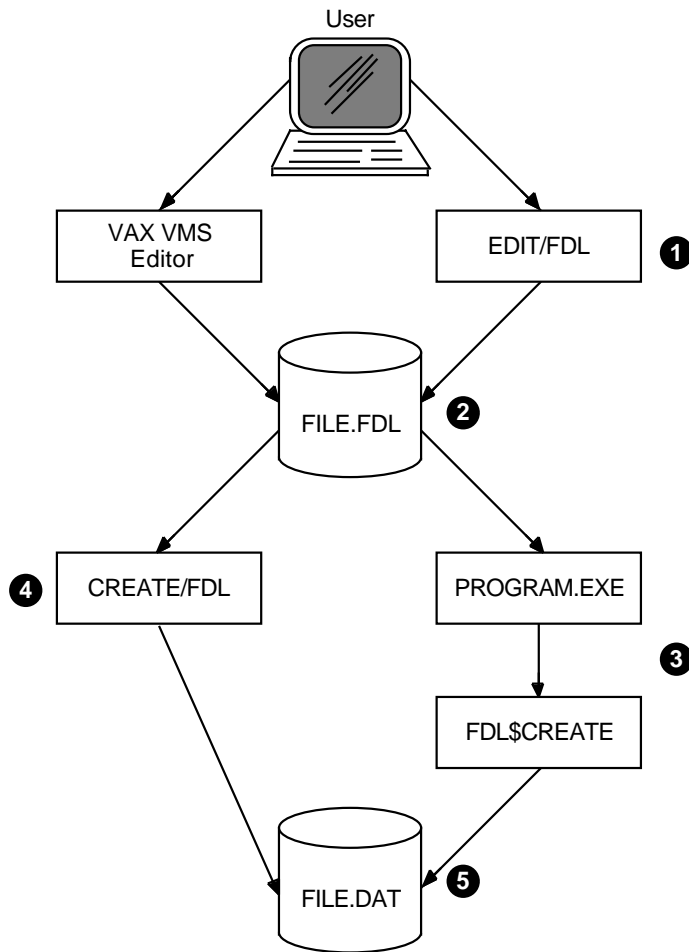 User
VAX VMS
Editor
EDIT/FDL
1
FILE.FDL
2
4
CREATE/FDL
PROGRAM.EXE
3
FDL$CREATE
FILE.DAT
5